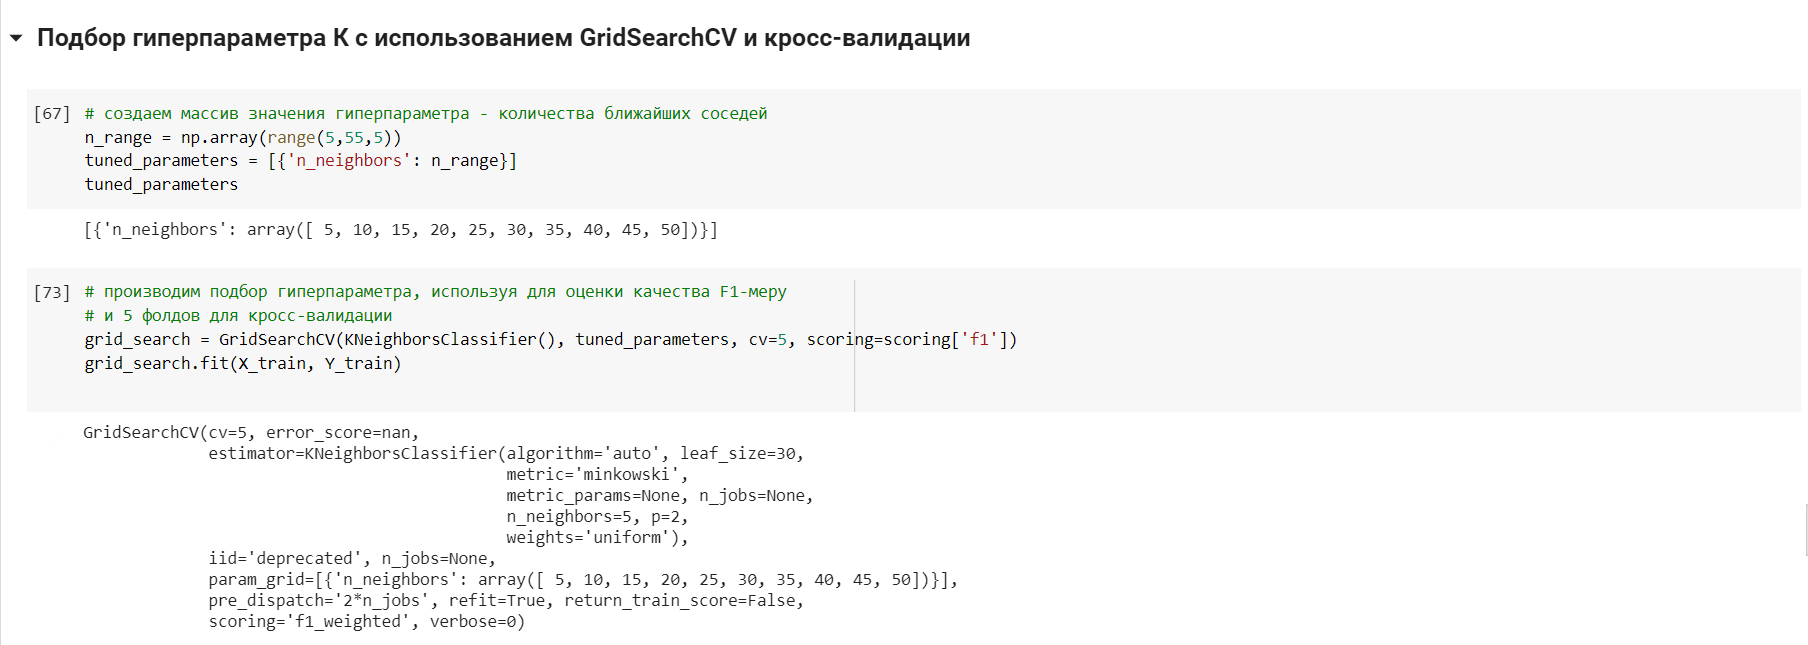 Подбор гиперпараметра K с использованием GridSearchCV и кросс-валидации
[67] # создаем массив значения гиперпараметра - количества ближайших соседей
n_range = np.array(range(5,55,5))
tuned_parameters = [{'n_neighbors': n_range}]
tuned_parameters
[{'n_neighbors': array([ 5, 10, 15, 20, 25, 30, 35, 40, 45, 50])}]
[73] # производим подбор гиперпараметра, используя для оценки качества F1-меру
# и 5 фолдов для кросс-валидации
grid_search = GridSearchCV(KNeighborsClassifier(), tuned_parameters, cv=5, scoring=scoring['f1'])
grid_search.fit(X_train, Y_train)
GridSearchCV(cv=5, error_score=nan,
estimator=KNeighborsClassifier(algorithm='auto', leaf_size=30,
metric='minkowski',
metric_params=None, n_jobs=None,
n_neighbors=5, p=2,
weights='uniform'),
iid='deprecated', n_jobs=None,
param_grid=[{'n_neighbors': array([ 5, 10, 15, 20, 25, 30, 35, 40, 45, 50])}],
pre_dispatch='2*n_jobs', refit=True, return_train_score=False,
scoring='f1_weighted', verbose=0)